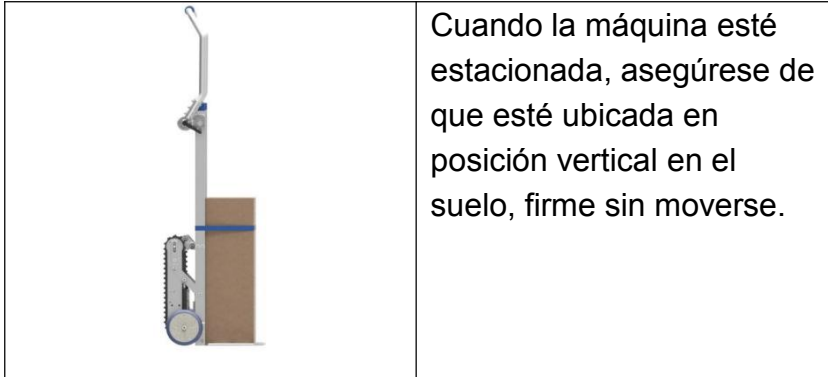 Cuando la máquina esté
estacionada, asegúrese de
que esté ubicada en
posición vertical en el
suelo, firme sin moverse.